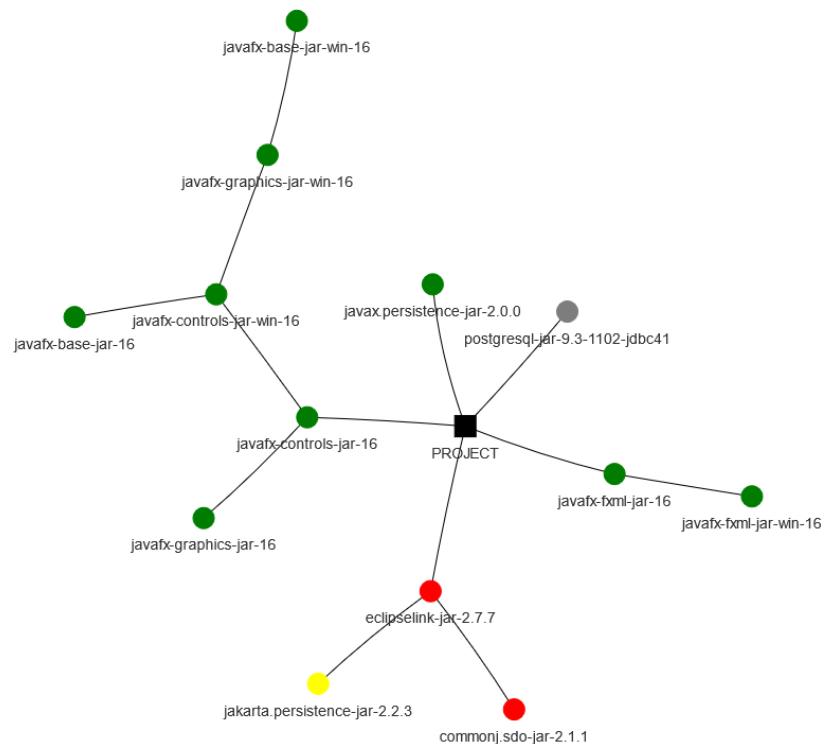 javafx-base-jar-win-16
javafx-graphics-jar-win-16
javafx-controls-jar-win-16
javax.persistence-jar-2.0.0
postgresql-jar-9.3-1102-jdbc41
javafx-base-jar-16
javafx-controls-jar-16
PROJECT
javafx-fxml-jar-16
javafx-fxml-jar-win-16
javafx-graphics-jar-16
eclipselink-jar-2.7.7
jakarta.persistence-jar-2.2.3
commonj.sdo-jar-2.1.1